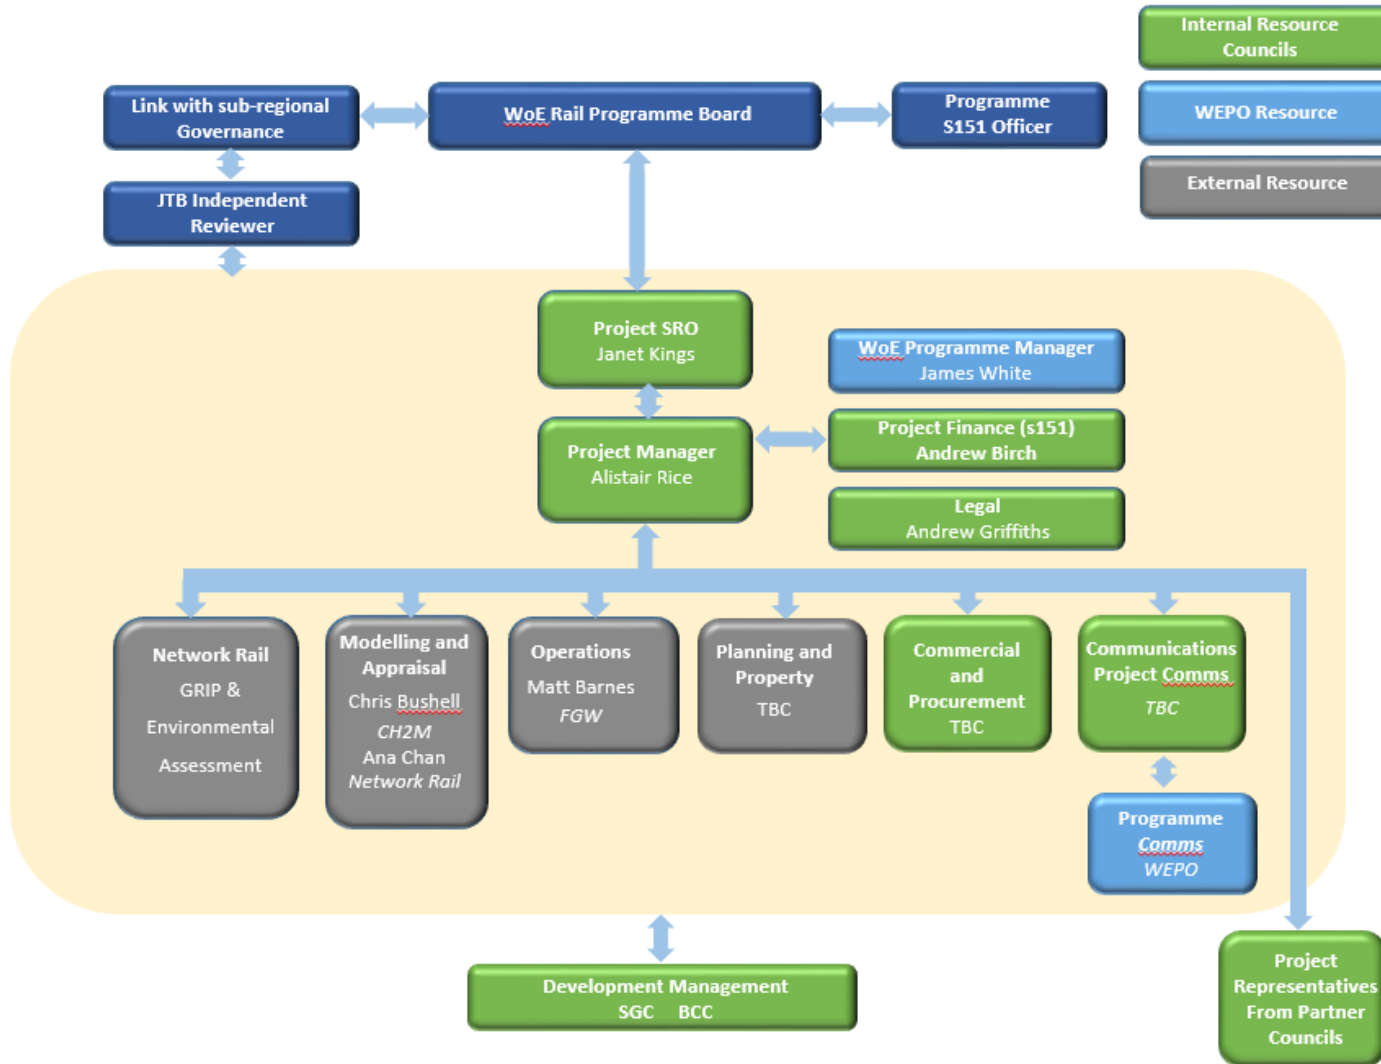 Internal Resource
Councils
WEPO Resource
External Resource
Link with sub-regional
Governance
WoE Rail Programme Board
Programme
S151 Officer
JTB Independent
Reviewer
Project SRO
Janet Kings
WoE Programme Manager
James White
Project Manager
Alistair Rice
Project Finance (s151)
Andrew Birch
Legal
Andrew Griffiths
Network Rail
GRIP &
Environmental
Assessment
Modelling and
Appraisal
Chris Bushell
CH2M
Ana Chan
Network Rail
Operations
Matt Barnes
FGW
Planning and
Property
TBC
Commercial
and
Procurement
TBC
Communications
Project Comms
TBC
Programme
Comms
WEPO
Development Management
SGC BCC
Project
Representatives
From Partner
Councils